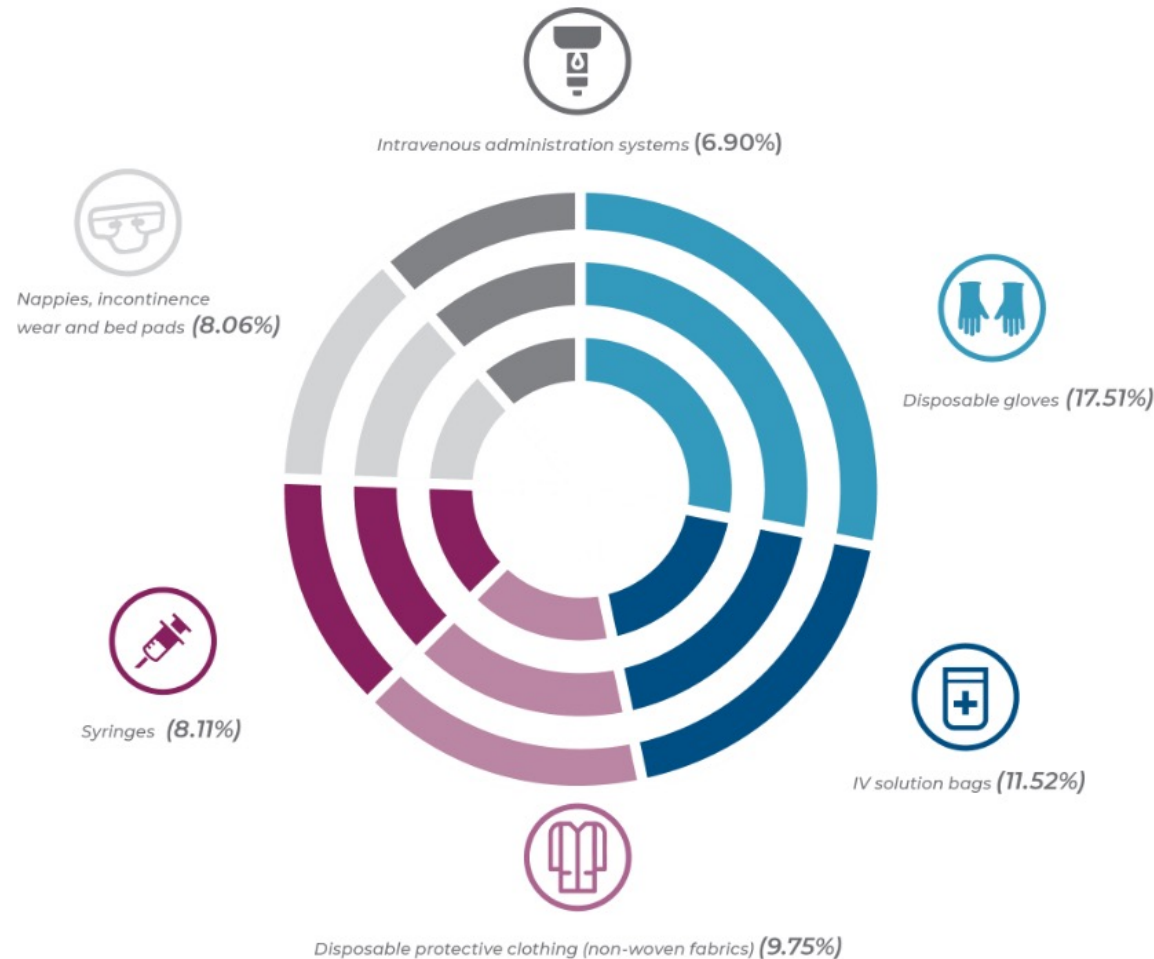 Intravenous administration systems (6.90%)
Nappies, incontinence
wear and bed pads (8.06%)
Disposable gloves (17.51%)
Syringes (8.11%)
IV solution bags (11.52%)
Disposable protective clothing (non-woven fabrics) (9.75%)